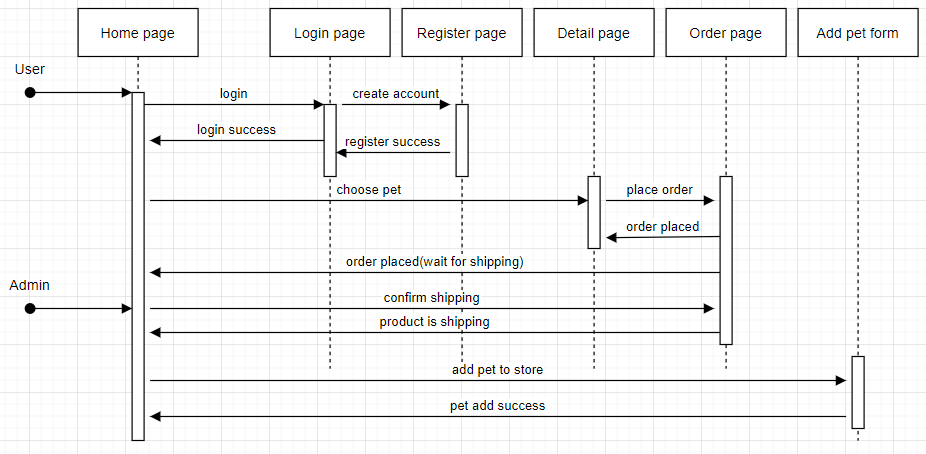 Home page
Login page
Register page
Detail page
Order page
Add pet form
User
login
create account
login success
register success
choose pet
place order
order placed
order placed(wait for shipping)
Admin
confirm shipping
product is shipping
add pet to store
pet add success